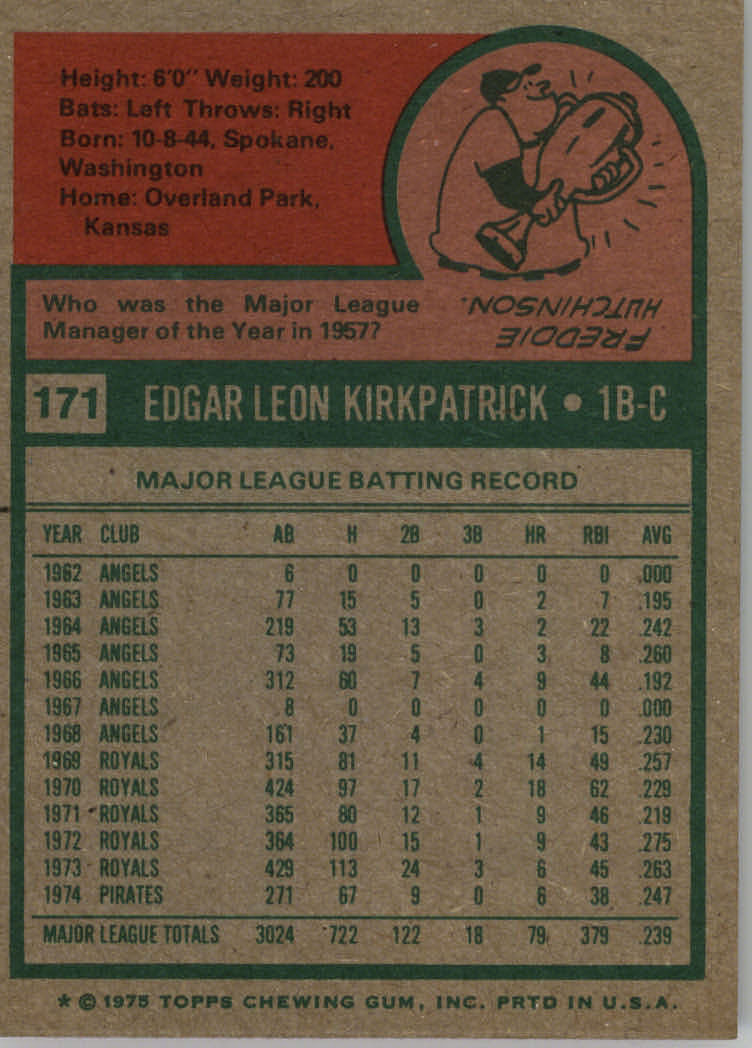 Height: 6'0" Weight: 200
Bats: Left Throws: Right
Born: 10-8-44, Spokane,
Washington
Home: Overland Park,
Kansas
Who was the Major League
Manager of the Year in 1957?
FREDDIE
HUTCHINSON.
171 EDGAR LEON KIRKPATRICK • 1B-C
MAJOR LEAGUE BATTING RECORD
YEAR CLUB AB H 2B 3B HR RBI AVG
1962 ANGELS 6 0 0 0 0 0 .000
1963 ANGELS 77 15 5 0 2 7 .195
1964 ANGELS 219 53 13 3 2 22 .242
1965 ANGELS 73 19 5 0 3 8 .260
1966 ANGELS 312 60 7 4 9 44 .192
1967 ANGELS 8 0 0 0 0 0 .000
1968 ANGELS 161 37 4 0 1 15 .230
1969 ROYALS 315 81 11 4 14 49 .257
1970 ROYALS 424 97 17 2 18 62 .229
1971 ROYALS 365 80 12 1 9 46 .219
1972 ROYALS 364 100 15 1 9 43 .275
1973 ROYALS 429 113 24 3 6 45 .263
1974 PIRATES 271 67 9 0 6 38 .247
MAJOR LEAGUE TOTALS 3024 722 122 18 79 379 .239
* © 1975 TOPPS CHEWING GUM, INC. PRTD IN U.S.A.